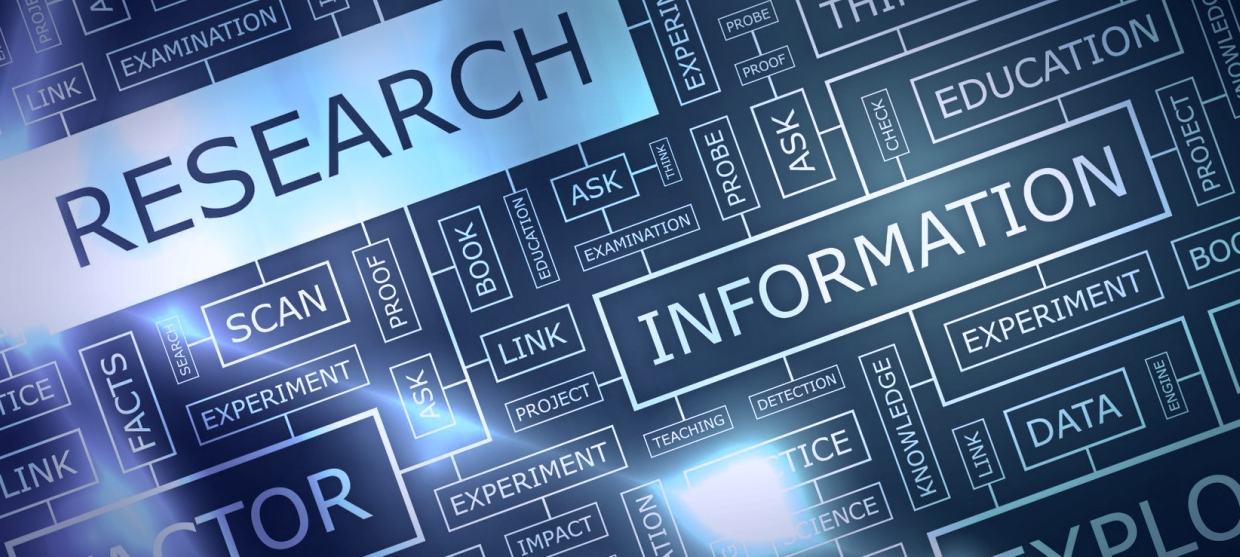 EXAMINATION
LINK
RESEARCH
PROBE
PROOF
EDUCATION
CHECK
ASK
PROBE
PROJECT
THINK
ASK
EDUCATION
EXAMINATION
BOOK
INFORMATION
PROOF
SCAN
SEARCH
FACTS
LINK
EXPERIMENT
EXPERIMENT
ASK
PROJECT
DETECTION
TEACHING
KNOWLEDGE
ENGINE
DATA
LINK
LINK
EXPERIMENT
IMPACT
SCIENCE